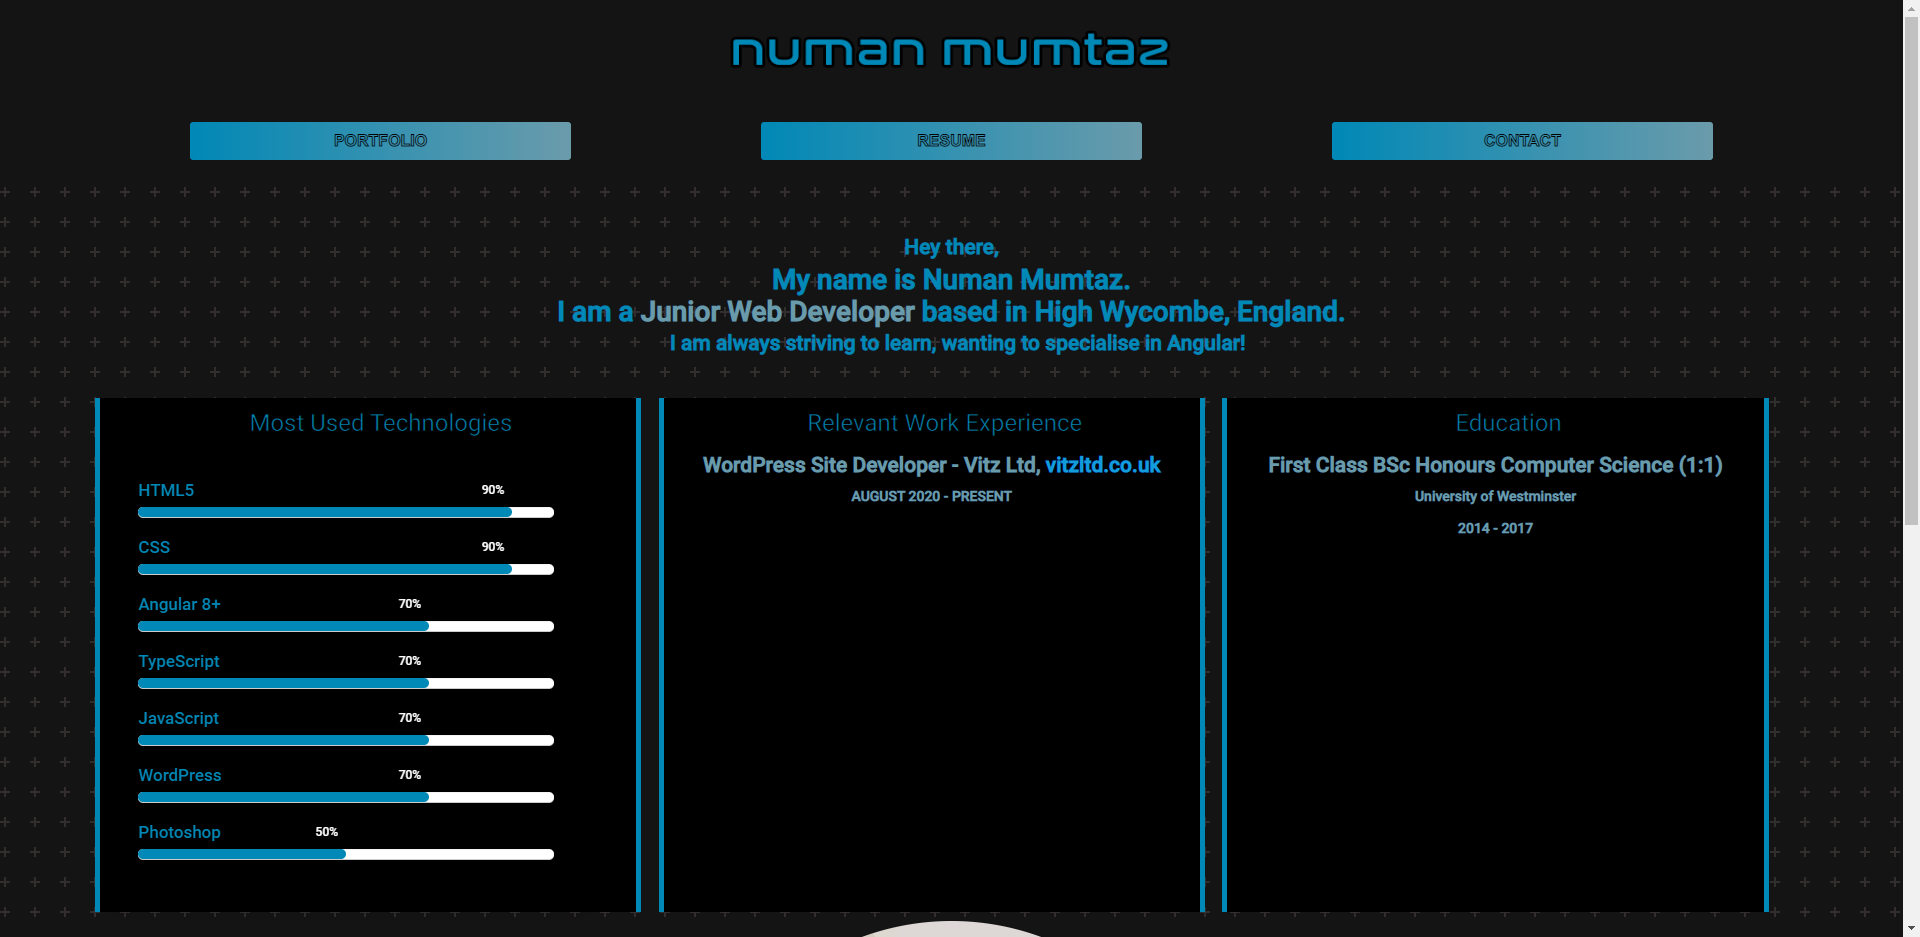 numan mumtaz
PORTFOLIO
RESUME
CONTACT
Hey there,
My name is Numan Mumtaz.
I am a Junior Web Developer based in High Wycombe, England.
I am always striving to learn, wanting to specialise in Angular!
Most Used Technologies
HTML5 90%
CSS 90%
Angular 8+ 70%
TypeScript 70%
JavaScript 70%
WordPress 70%
Photoshop 50%
Relevant Work Experience
WordPress Site Developer - Vitz Ltd, vitzltd.co.uk
AUGUST 2020 - PRESENT
Education
First Class BSc Honours Computer Science (1:1)
University of Westminster
2014 - 2017